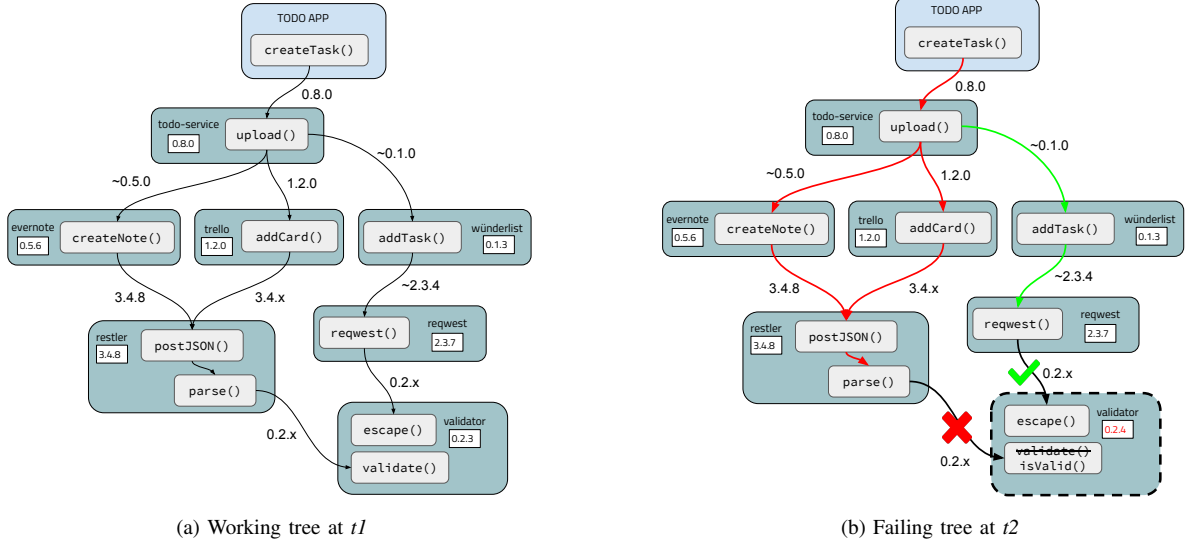 TODO APP
createTask()
0.8.0
todo-service
0.8.0
upload()
~0.5.0
1.2.0
~0.1.0
evernote
0.5.6
createNote()
trello
1.2.0
addCard()
addTask()
wünderlist
0.1.3
3.4.8
3.4.x
~2.3.4
restler
3.4.8
postJSON()
parse()
reqwest()
reqwest
2.3.7
0.2.x
0.2.x
escape()
validator
0.2.3
validate()
(a) Working tree at t1
TODO APP
createTask()
0.8.0
todo-service
0.8.0
upload()
~0.5.0
1.2.0
~0.1.0
evernote
0.5.6
createNote()
trello
1.2.0
addCard()
addTask()
wünderlist
0.1.3
3.4.8
3.4.x
~2.3.4
restler
3.4.8
postJSON()
parse()
reqwest()
reqwest
2.3.7
0.2.x
0.2.x
escape()
validator
0.2.4
validate()
isValid()
(b) Failing tree at t2